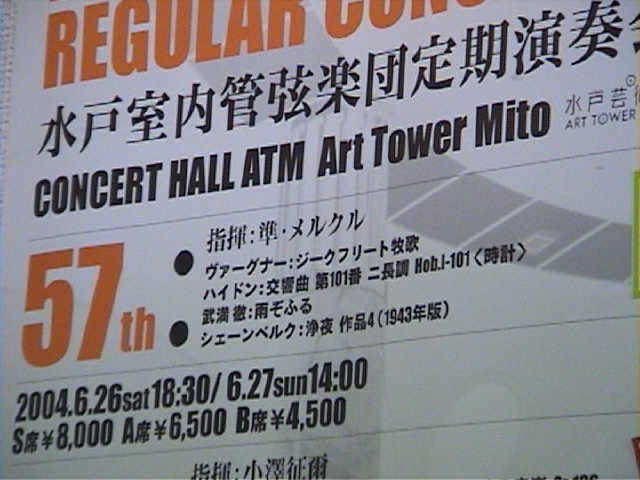 REGULAR CONC
水戸室内管弦楽団定期演奏会
CONCERT HALL ATM Art Tower Mito
水戸芸
ART TOWER
57th
指揮:準・メルクル
ヴァーグナー:ジークフリート牧歌
ハイドン:交響曲 第101番 ニ長調 Hob.I-101〈時計〉
武満 徹:雨ぞふる
シェーンベルク:浄夜 作品4(1943年版)
2004.6.26sat18:30/ 6.27sun14:00
S席¥8,000 A席¥6,500 B席¥4,500
指揮:小澤征爾